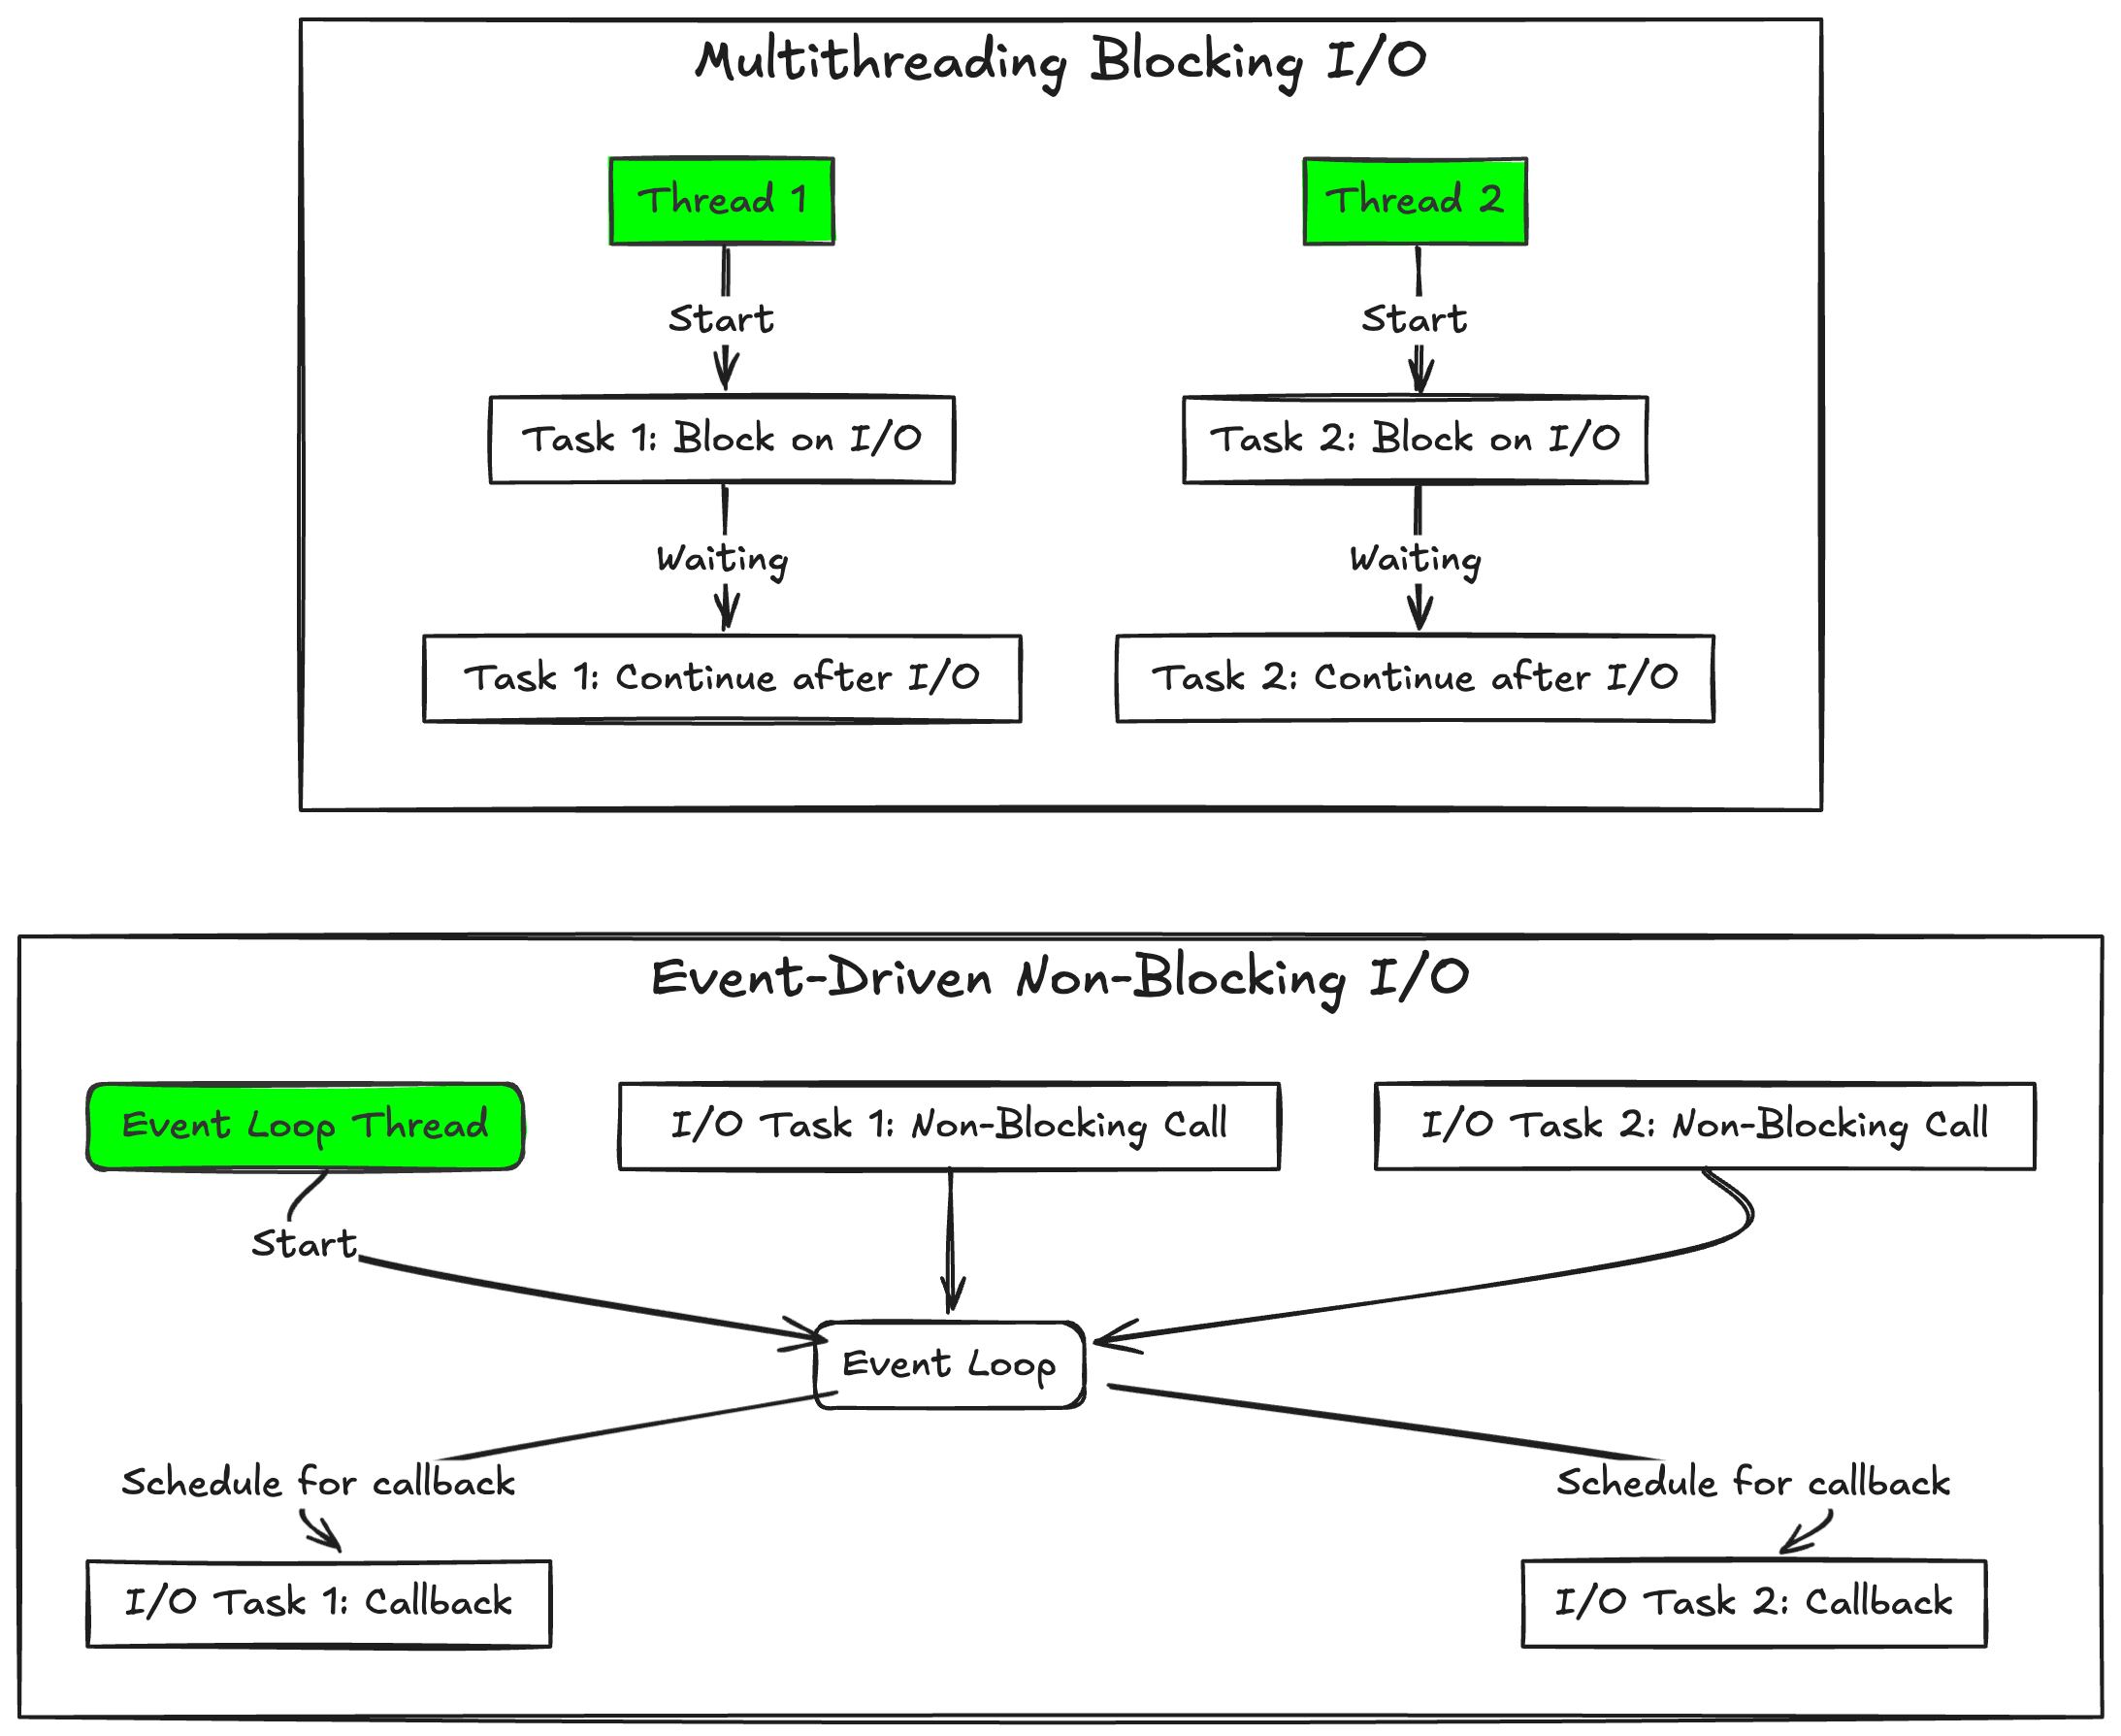 Multithreading Blocking I/O
Thread 1
Thread 2
Start
Start
Task 1: Block on I/O
Task 2: Block on I/O
Waiting
Waiting
Task 1: Continue after I/O
Task 2: Continue after I/O
Event-Driven Non-Blocking I/O
Event Loop Thread
I/O Task 1: Non-Blocking Call
I/O Task 2: Non-Blocking Call
Start
Event Loop
Schedule for callback
Schedule for callback
I/O Task 1: Callback
I/O Task 2: Callback